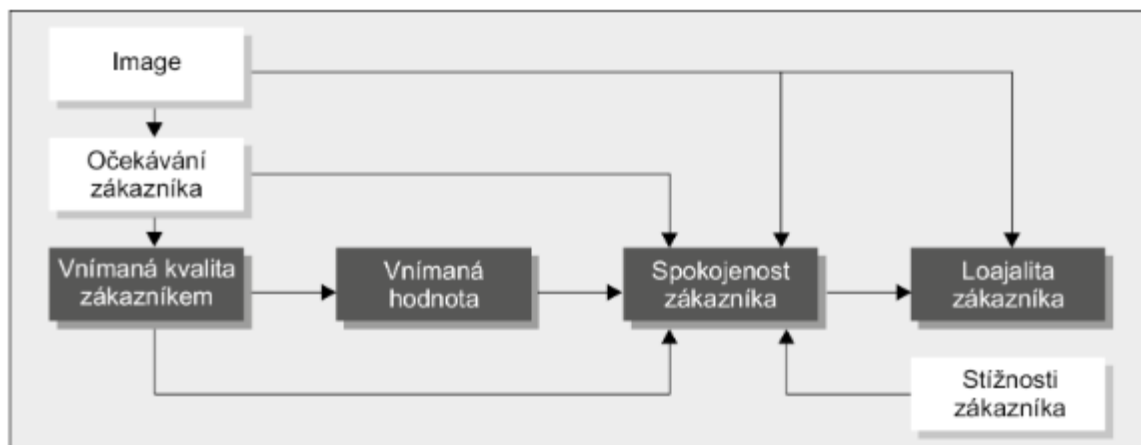 Image
Očekávání
zákazníka
Vnímaná kvalita
zákazníkem
Vnímaná
hodnota
Spokojenost
zákazníka
Loajalita
zákazníka
Stížnosti
zákazníka